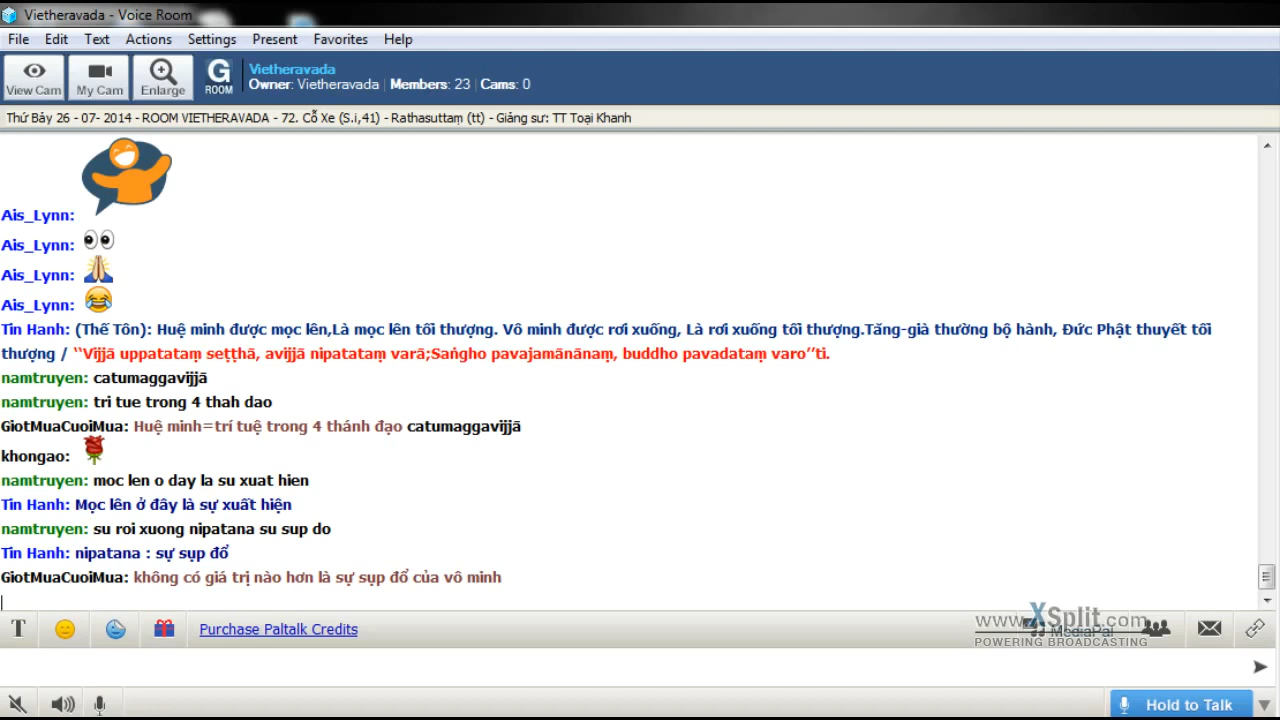 Vietheravada - Voice Room
File Edit Text Actions Settings Present Favorites Help
View Cam My Cam Enlarge G ROOM
Vietheravada
Owner: Vietheravada | Members: 23 | Cams: 0
Thứ Bảy 26 - 07- 2014 - ROOM VIETHERAVADA - 72. Cỗ Xe (S.i,41) - Rathasuttaṃ (tt) - Giảng sư: TT Toại Khanh
Ais_Lynn:
Ais_Lynn:
Ais_Lynn:
Ais_Lynn:
Tin Hanh: (Thế Tôn): Huệ minh được mọc lên,Là mọc lên tối thượng. Vô minh được rơi xuống, Là rơi xuống tối thượng.Tăng-già thường bộ hành, Đức Phật thuyết tối
thượng / ‘‘Vijjā uppatataṃ seṭṭhā, avijjā nipatataṃ varā;Saṅgho pavajamānānaṃ, buddho pavadataṃ varo’’ti.
namtruyen: catumaggavijjā
namtruyen: tri tue trong 4 thah dao
GiotMuaCuoiMua: Huệ minh=trí tuệ trong 4 thánh đạo catumaggavijjā
khongao:
namtruyen: moc len o day la su xuat hien
Tin Hanh: Mọc lên ở đây là sự xuất hiện
namtruyen: su roi xuong nipatana su sup do
Tin Hanh: nipatana : sự sụp đổ
GiotMuaCuoiMua: không có giá trị nào hơn là sự sụp đổ của vô minh
T Purchase Paltalk Credits
www.XSplit.com
MediaPal
POWERING BROADCASTING
Hold to Talk